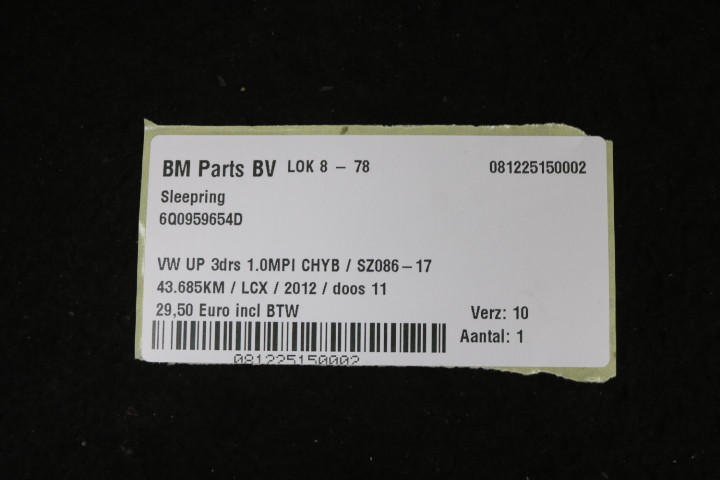 BM Parts BV LOK 8 – 78 081225150002
Sleepring
6Q0959654D
VW UP 3drs 1.0MPI CHYB / SZ086-17
43.685KM / LCX / 2012 / doos 11
29,50 Euro incl BTW Verz: 10
Aantal: 1
081225150002